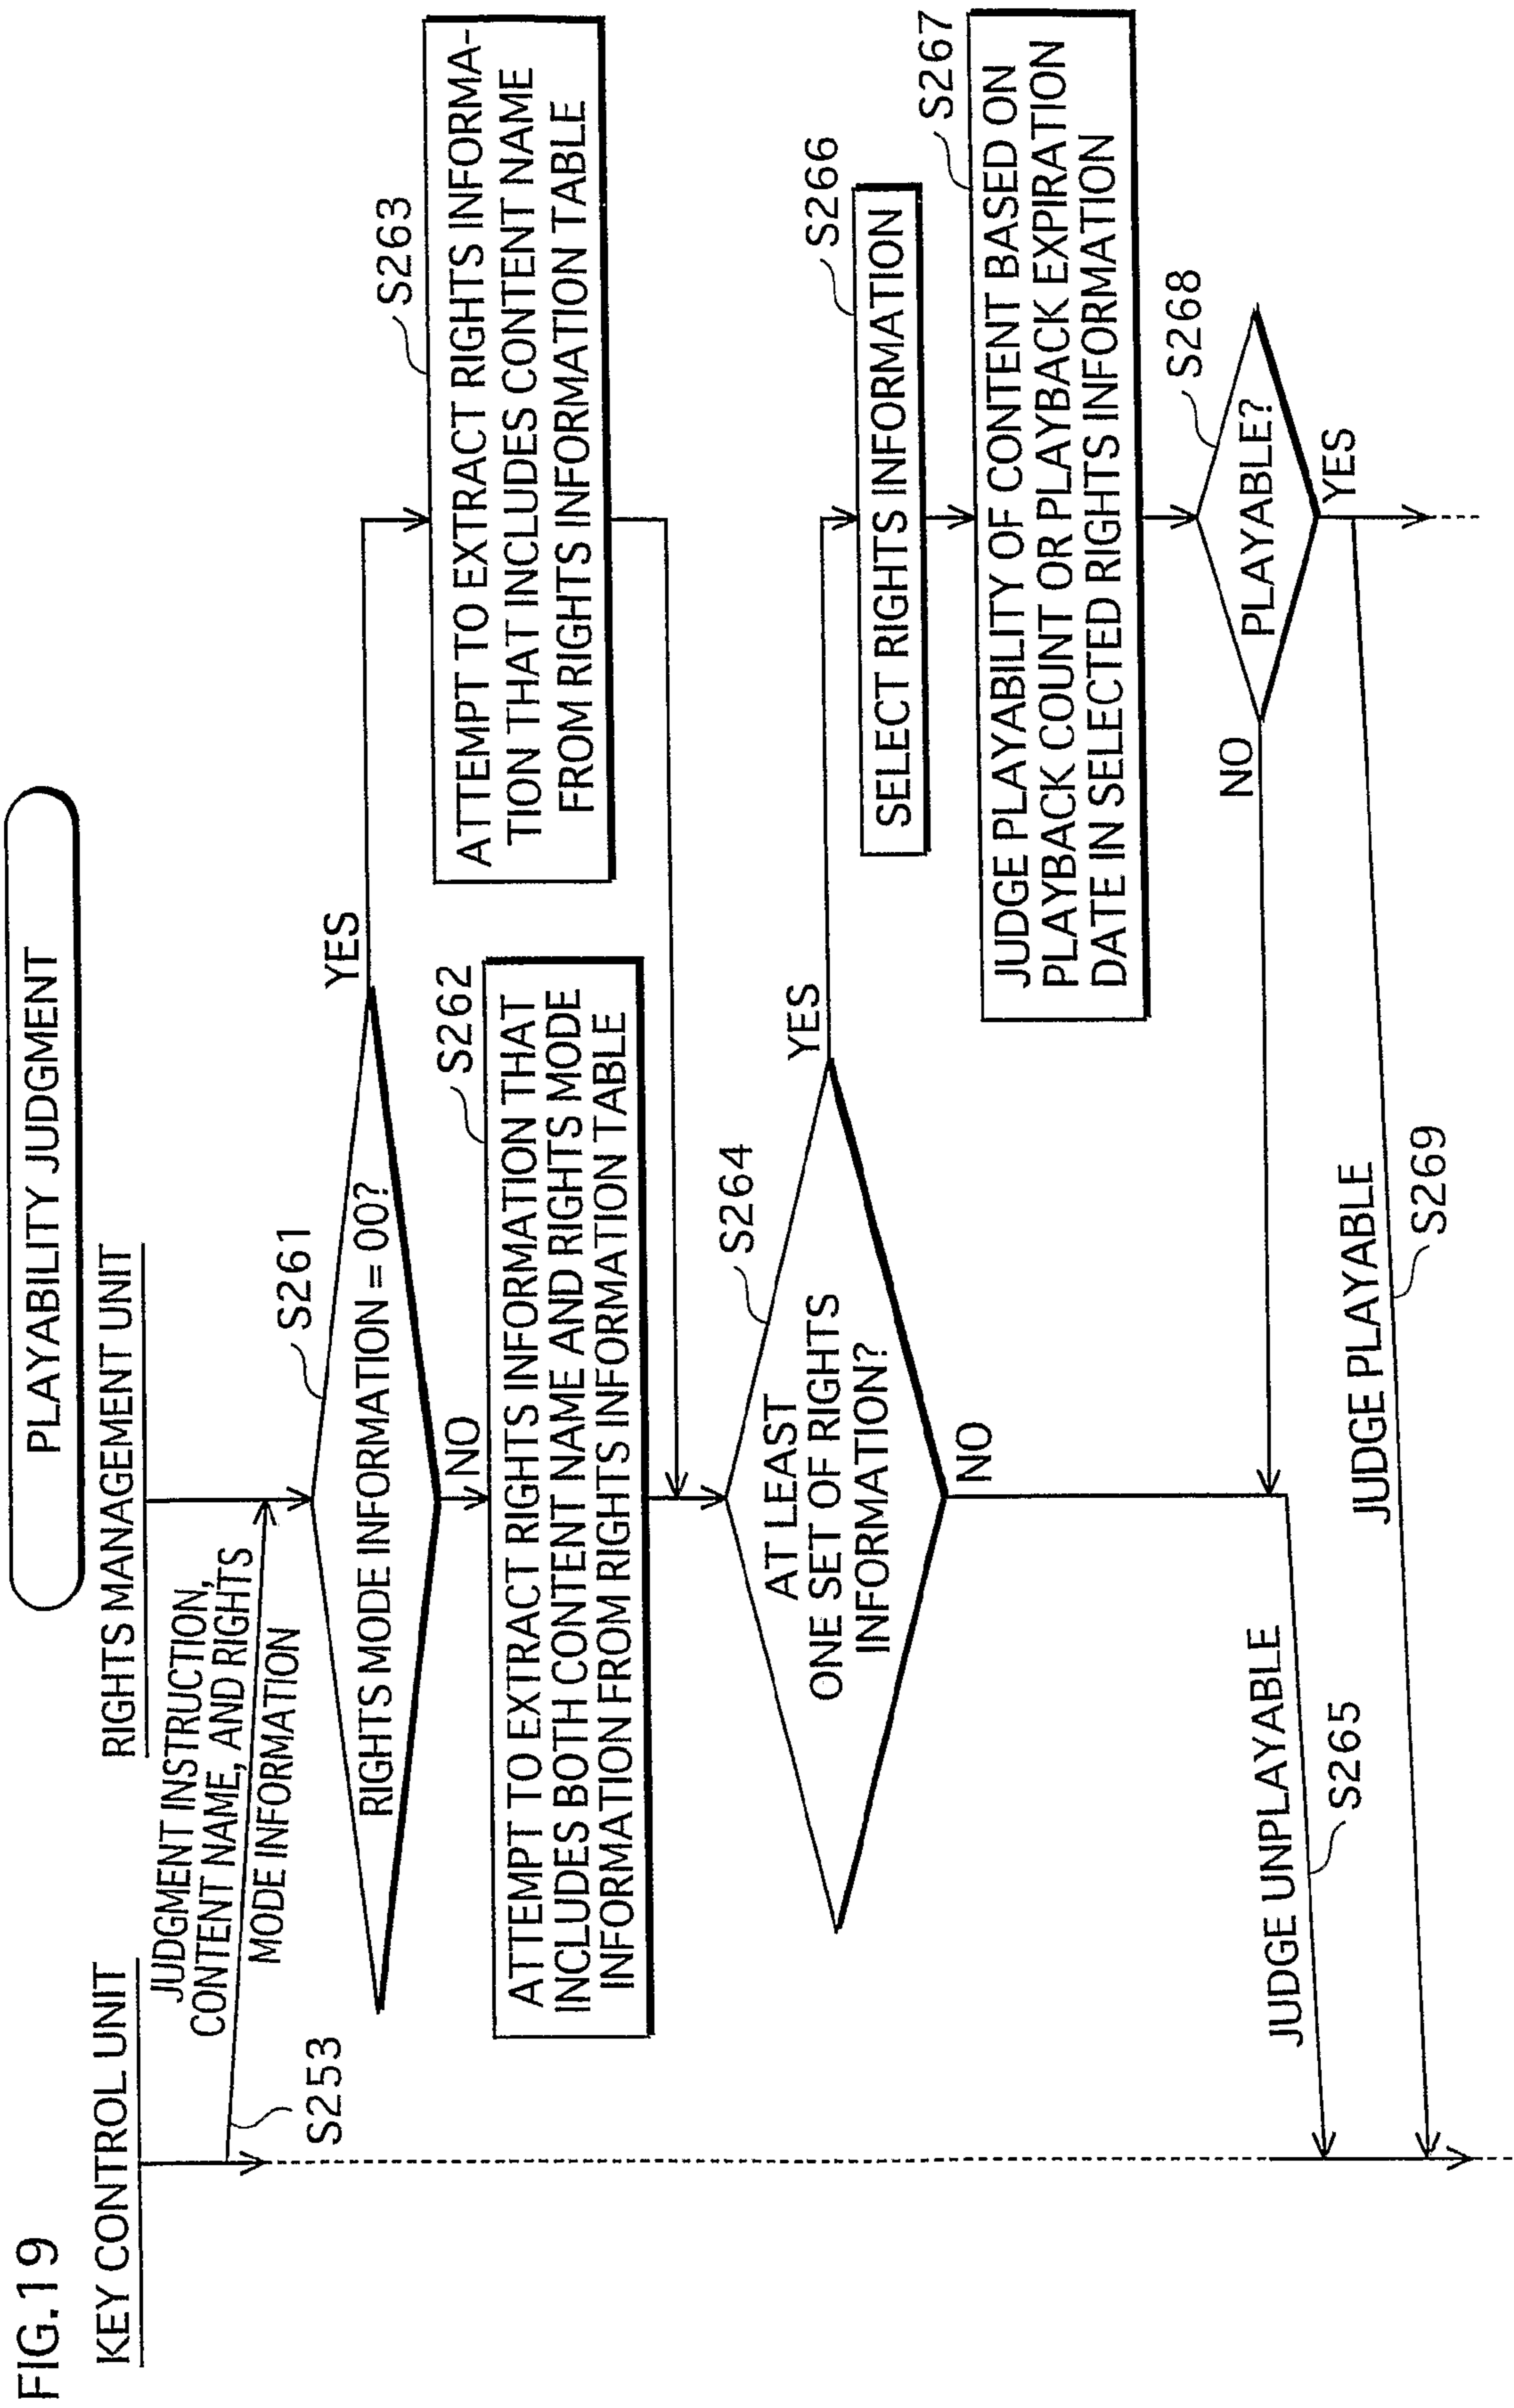 FIG.19
PLAYABILITY JUDGMENT
KEY CONTROL UNIT
RIGHTS MANAGEMENT UNIT
JUDGMENT INSTRUCTION,
CONTENT NAME, AND RIGHTS
MODE INFORMATION
S253
S261
RIGHTS MODE INFORMATION = 00?
YES
NO
S262
ATTEMPT TO EXTRACT RIGHTS INFORMATION THAT
INCLUDES BOTH CONTENT NAME AND RIGHTS MODE
INFORMATION FROM RIGHTS INFORMATION TABLE
S263
ATTEMPT TO EXTRACT RIGHTS INFORMA-
TION THAT INCLUDES CONTENT NAME
FROM RIGHTS INFORMATION TABLE
S264
AT LEAST
ONE SET OF RIGHTS
INFORMATION?
YES
NO
S266
SELECT RIGHTS INFORMATION
S267
JUDGE PLAYABILITY OF CONTENT BASED ON
PLAYBACK COUNT OR PLAYBACK EXPIRATION
DATE IN SELECTED RIGHTS INFORMATION
S268
PLAYABLE?
NO
YES
JUDGE UNPLAYABLE
S265
JUDGE PLAYABLE
S269